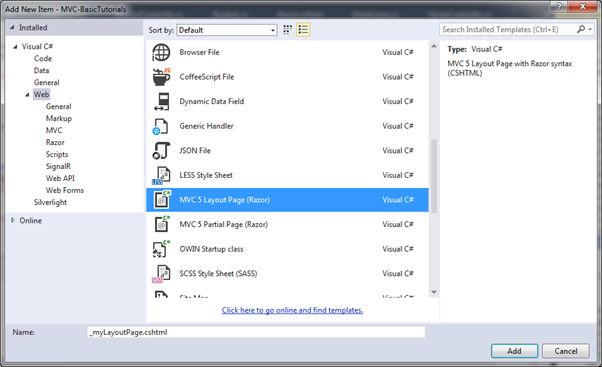 Add New Item - MVC-BasicTutorials
Installed
Sort by: Default
Search Installed Templates (Ctrl+E)
Visual C#
Code
Data
General
Web
General
Markup
MVC
Razor
Scripts
SignalR
Web API
Web Forms
Silverlight
Online
Browser File Visual C#
CoffeeScript File Visual C#
Dynamic Data Field Visual C#
Generic Handler Visual C#
JSON File Visual C#
LESS Style Sheet Visual C#
MVC 5 Layout Page (Razor) Visual C#
MVC 5 Partial Page (Razor) Visual C#
OWIN Startup class Visual C#
SCSS Style Sheet (SASS) Visual C#
Click here to go online and find templates.
Type: Visual C#
MVC 5 Layout Page with Razor syntax
(CSHTML)
Name: _myLayoutPage.cshtml
Add Cancel